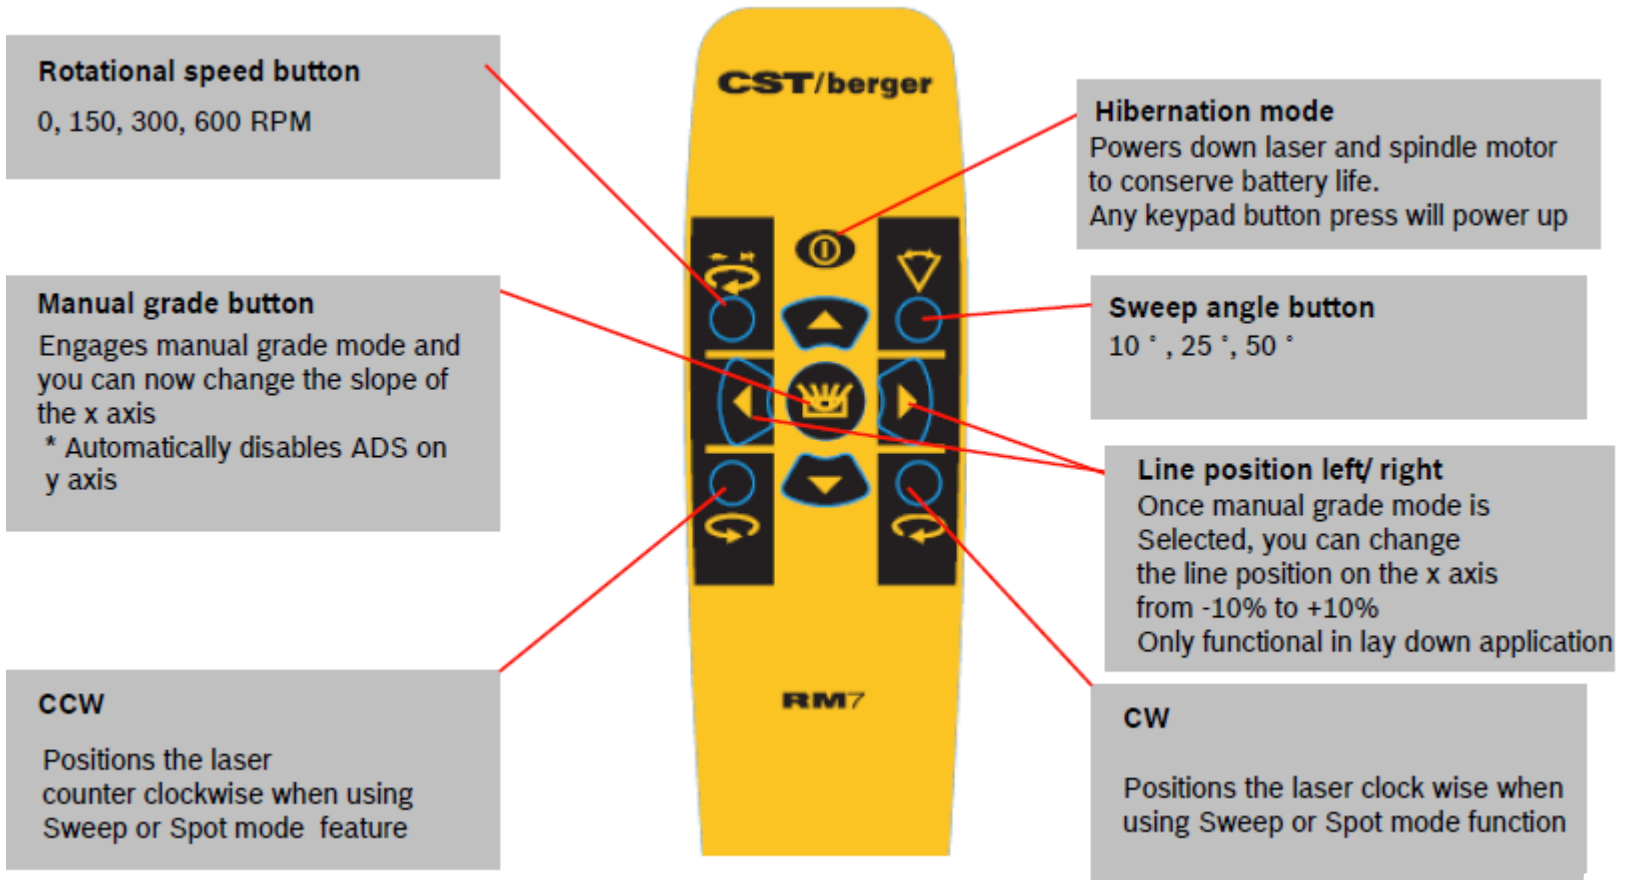 Rotational speed button
0, 150, 300, 600 RPM
Manual grade button
Engages manual grade mode and
you can now change the slope of
the x axis
* Automatically disables ADS on
y axis
CCW
Positions the laser
counter clockwise when using
Sweep or Spot mode feature
CST/berger
RM7
Hibernation mode
Powers down laser and spindle motor
to conserve battery life.
Any keypad button press will power up
Sweep angle button
10 ° , 25 °, 50 °
Line position left/ right
Once manual grade mode is
Selected, you can change
the line position on the x axis
from -10% to +10%
Only functional in lay down application
CW
Positions the laser clock wise when
using Sweep or Spot mode function